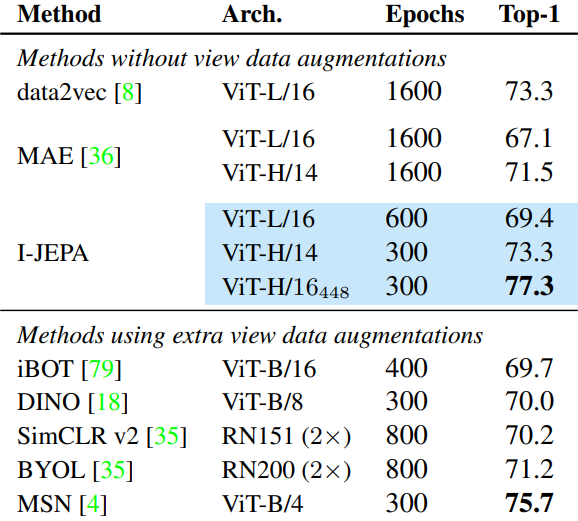 Method Arch. Epochs Top-1
Methods without view data augmentations
data2vec [8] ViT-L/16 1600 73.3
ViT-L/16 1600 67.1
MAE [36]
ViT-H/14 1600 71.5
ViT-L/16 600 69.4
I-JEPA ViT-H/14 300 73.3
ViT-H/16448 300 77.3
Methods using extra view data augmentations
iBOT [79] ViT-B/16 400 69.7
DINO [18] ViT-B/8 300 70.0
SimCLR v2 [35] RN151 (2×) 800 70.2
BYOL [35] RN200 (2×) 800 71.2
MSN [4] ViT-B/4 300 75.7